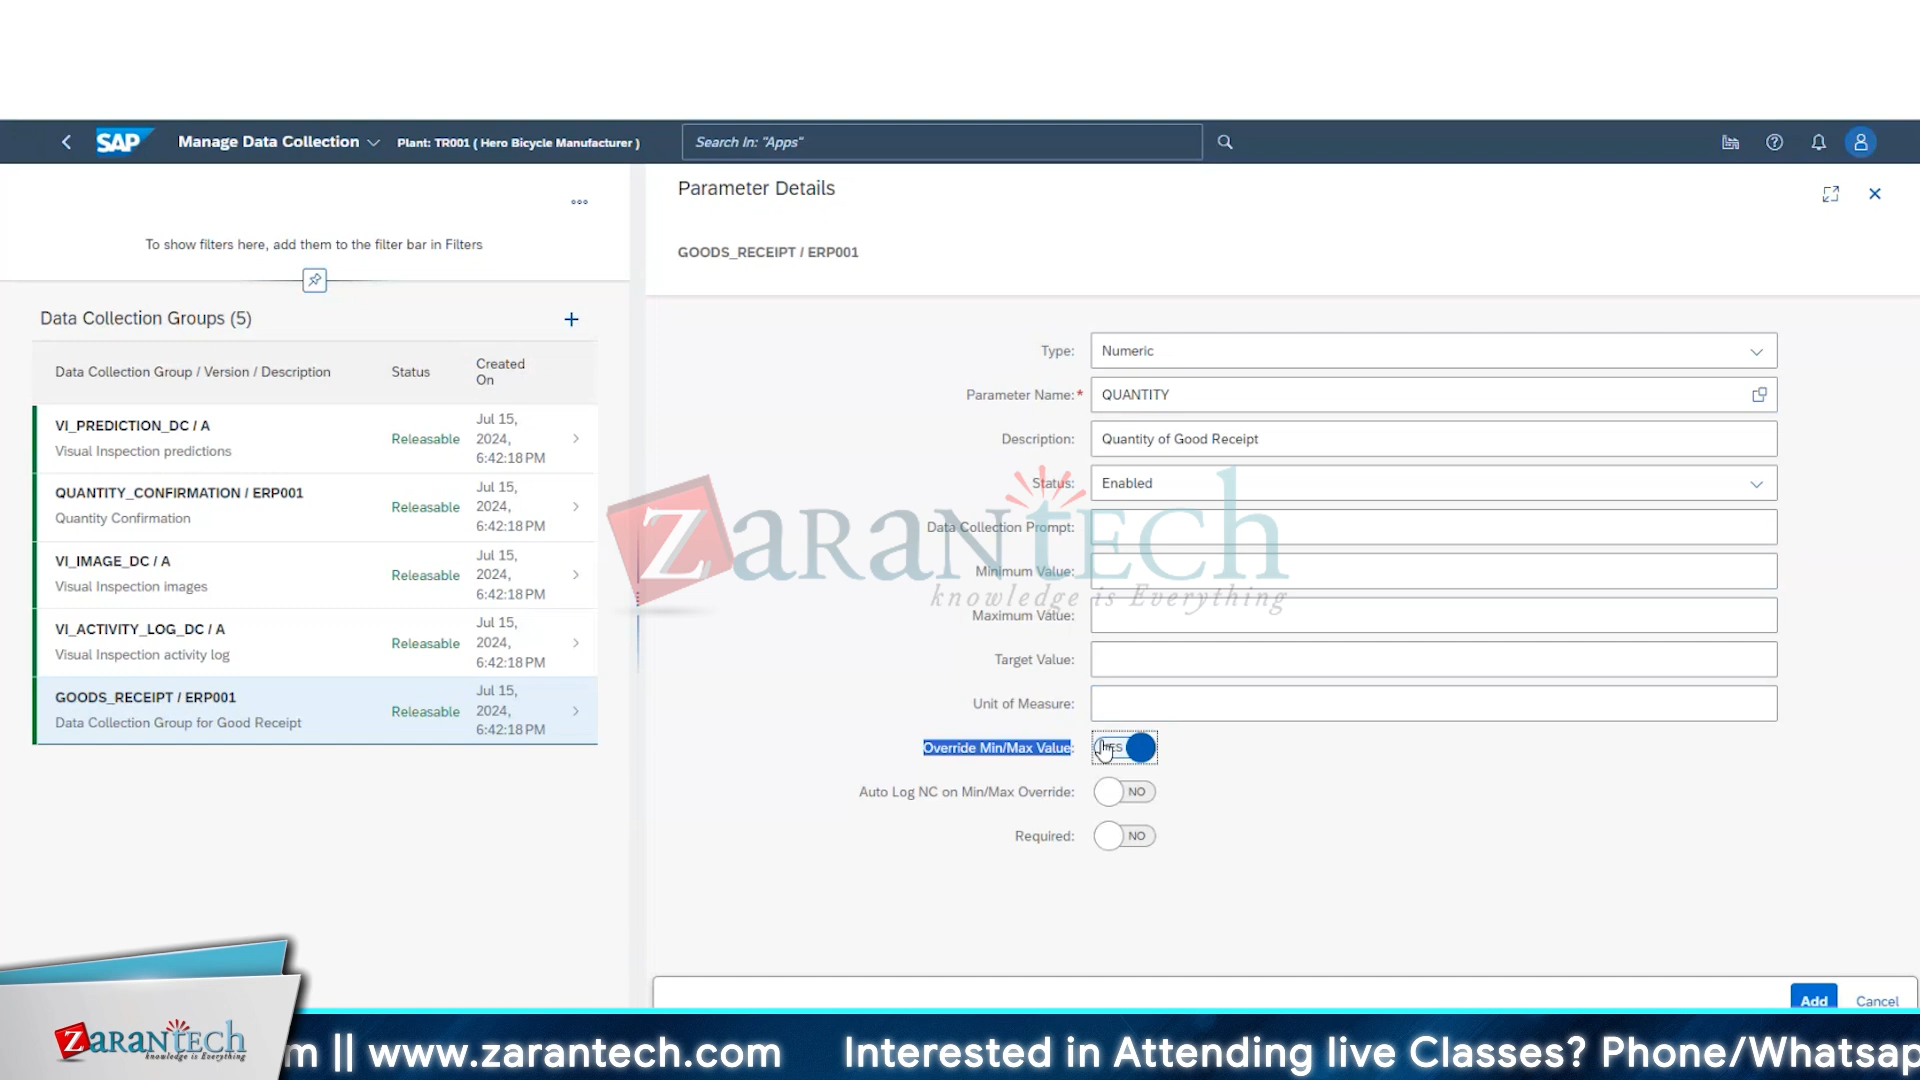 SAP
Manage Data Collection
Plant: TR001 ( Hero Bicycle Manufacturer )
Search In: "Apps"
To show filters here, add them to the filter bar in Filters
Data Collection Groups (5)
Data Collection Group / Version / Description
Status
Created
On
VI_PREDICTION_DC / A
Visual Inspection predictions
Releasable
Jul 15,
2024,
6:42:18 PM
QUANTITY_CONFIRMATION / ERP001
Quantity Confirmation
Releasable
Jul 15,
2024,
6:42:18 PM
VI_IMAGE_DC / A
Visual Inspection images
Releasable
Jul 15,
2024,
6:42:18 PM
VI_ACTIVITY_LOG_DC / A
Visual Inspection activity log
Releasable
Jul 15,
2024,
6:42:18 PM
GOODS_RECEIPT / ERP001
Data Collection Group for Good Receipt
Releasable
Jul 15,
2024,
6:42:18 PM
Parameter Details
GOODS_RECEIPT / ERP001
Type: Numeric
Parameter Name:* QUANTITY
Description: Quantity of Good Receipt
Status: Enabled
Data Collection Prompt:
Minimum Value:
Maximum Value:
Target Value:
Unit of Measure:
Override Min/Max Value: YES
Auto Log NC on Min/Max Override: NO
Required: NO
Add Cancel
ZaranTech
knowledge is Everything
ZaranTech
knowledge is Everything
m || www.zarantech.com Interested in Attending live Classes? Phone/Whatsap